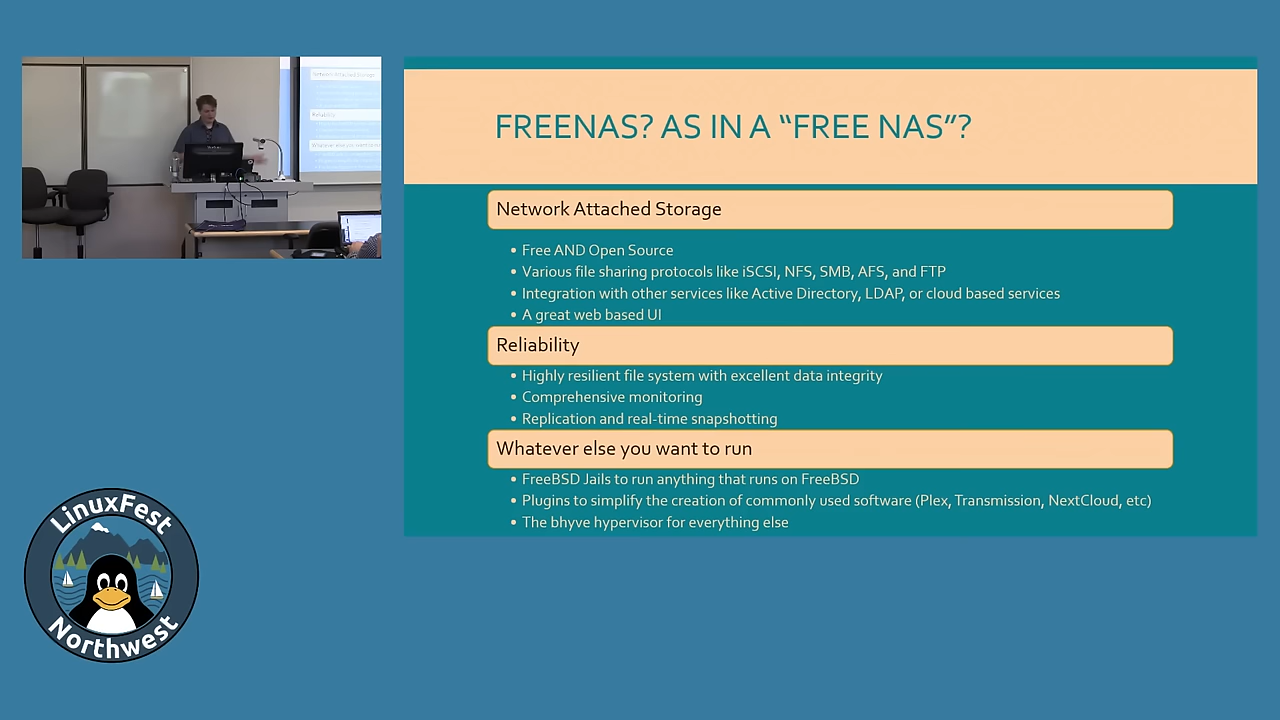 FREENAS? AS IN A “FREE NAS”?
Network Attached Storage
• Free AND Open Source
• Various file sharing protocols like iSCSI, NFS, SMB, AFS, and FTP
• Integration with other services like Active Directory, LDAP, or cloud based services
• A great web based UI
Reliability
• Highly resilient file system with excellent data integrity
• Comprehensive monitoring
• Replication and real-time snapshotting
Whatever else you want to run
• FreeBSD Jails to run anything that runs on FreeBSD
• Plugins to simplify the creation of commonly used software (Plex, Transmission, NextCloud, etc)
• The bhyve hypervisor for everything else
LinuxFest
Northwest
Network Attached Storage
Reliability